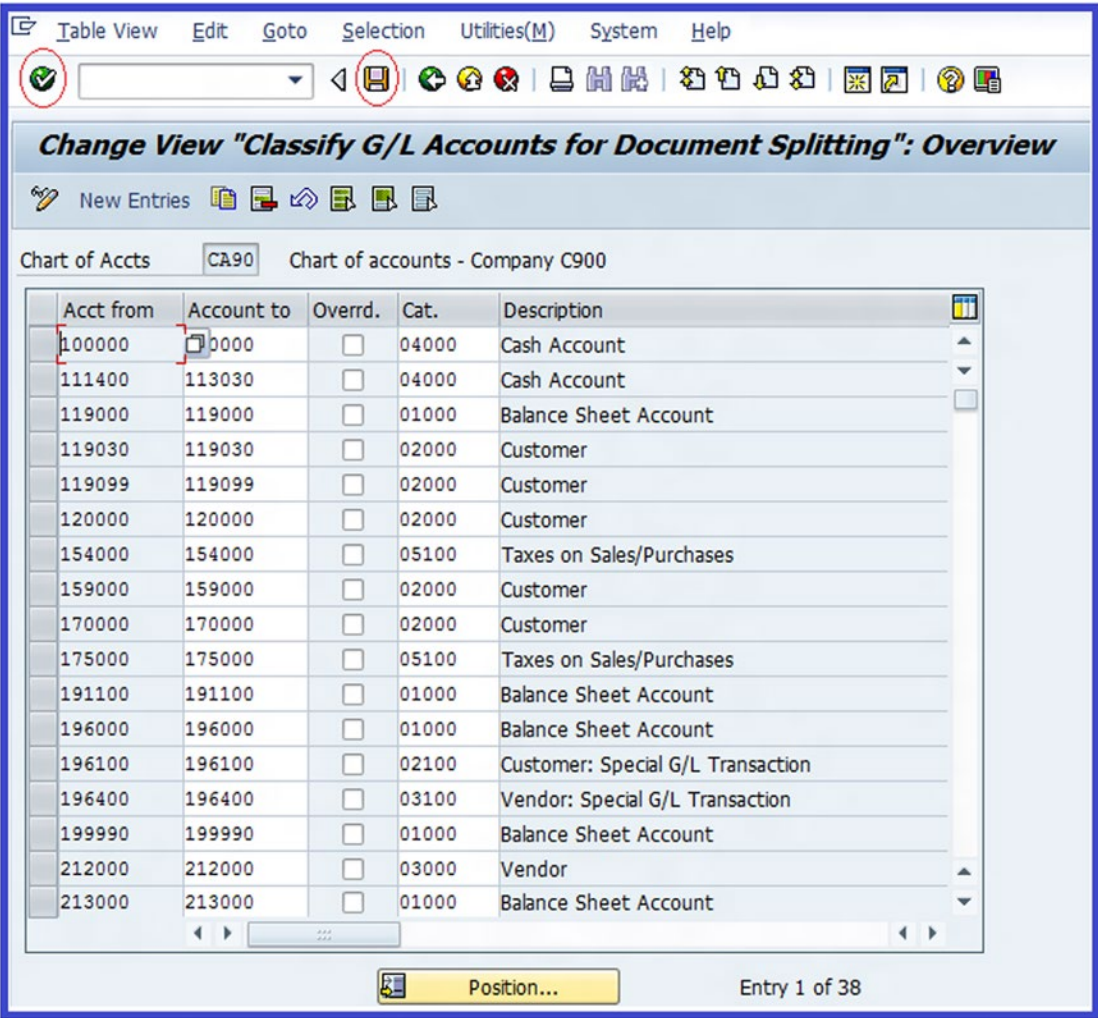 Table View Edit Goto Selection Utilities(M) System Help
Change View "Classify G/L Accounts for Document Splitting": Overview
New Entries
Chart of Accts CA90 Chart of accounts - Company C900
Acct from Account to Overrd. Cat. Description
100000 0000 04000 Cash Account
111400 113030 04000 Cash Account
119000 119000 01000 Balance Sheet Account
119030 119030 02000 Customer
119099 119099 02000 Customer
120000 120000 02000 Customer
154000 154000 05100 Taxes on Sales/Purchases
159000 159000 02000 Customer
170000 170000 02000 Customer
175000 175000 05100 Taxes on Sales/Purchases
191100 191100 01000 Balance Sheet Account
196000 196000 01000 Balance Sheet Account
196100 196100 02100 Customer: Special G/L Transaction
196400 196400 03100 Vendor: Special G/L Transaction
199990 199990 01000 Balance Sheet Account
212000 212000 03000 Vendor
213000 213000 01000 Balance Sheet Account
Position... Entry 1 of 38